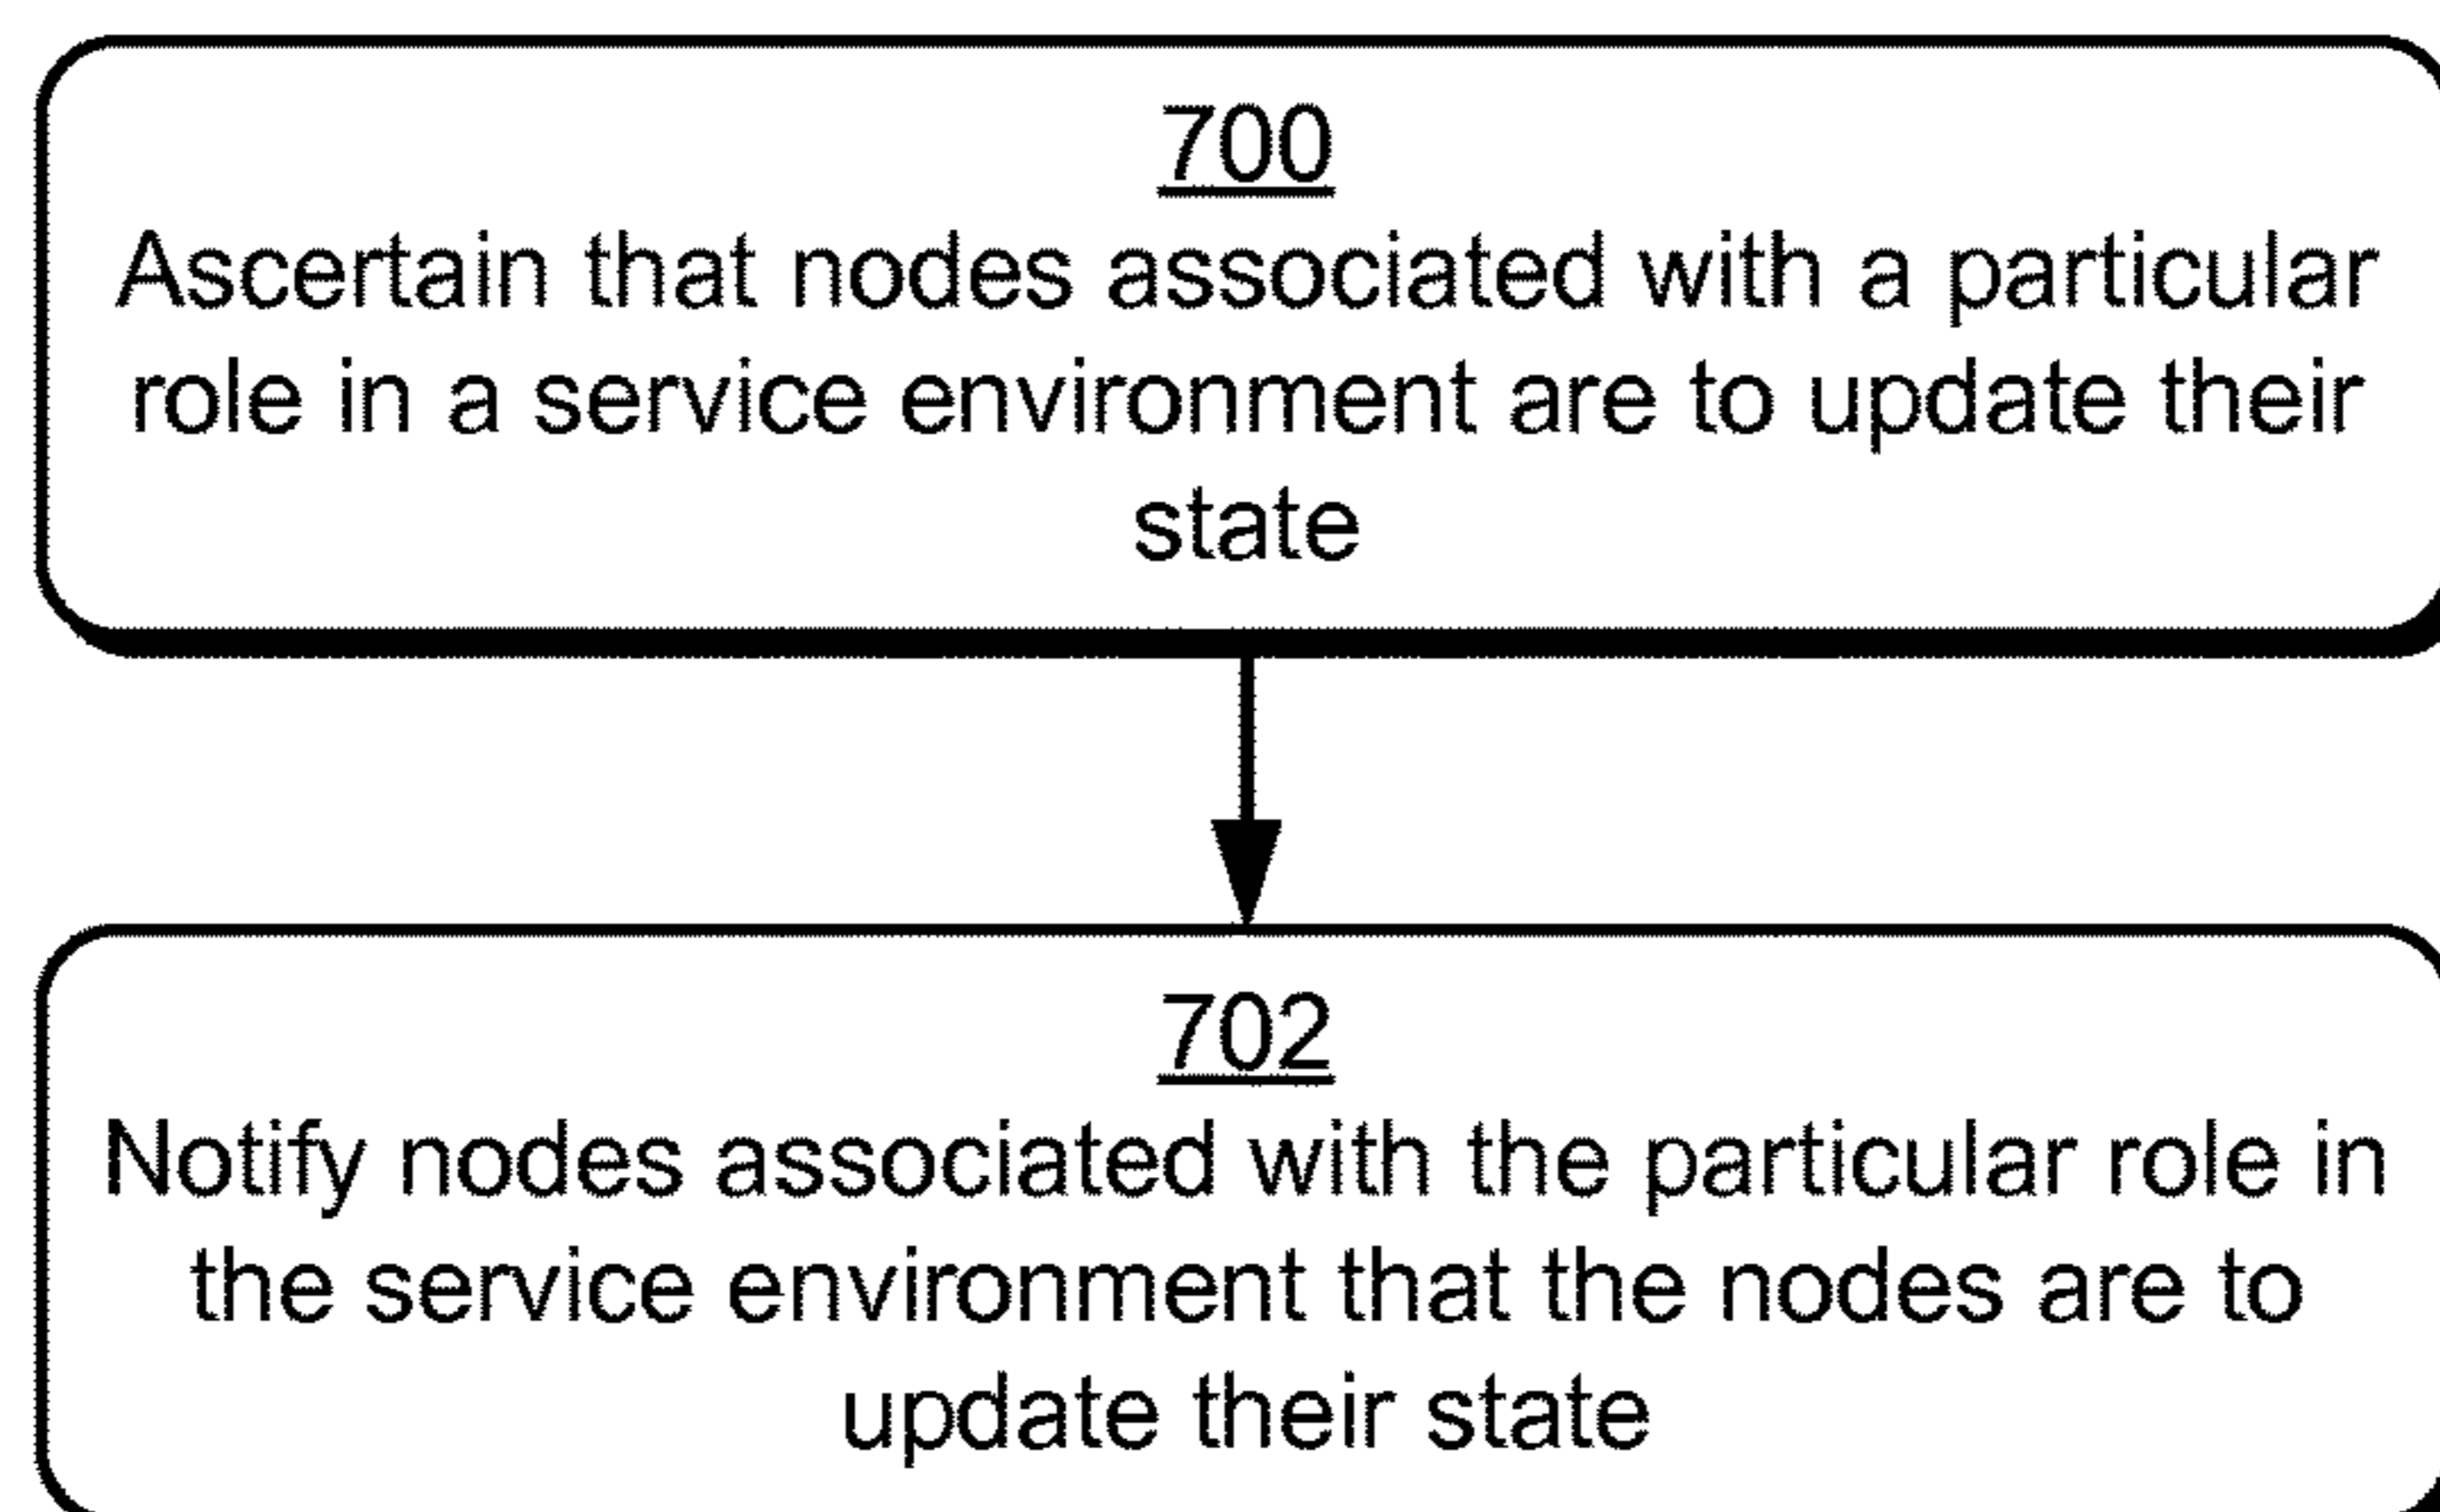 700
Ascertain that nodes associated with a particular
role in a service environment are to update their
state
702
Notify nodes associated with the particular role in
the service environment that the nodes are to
update their state